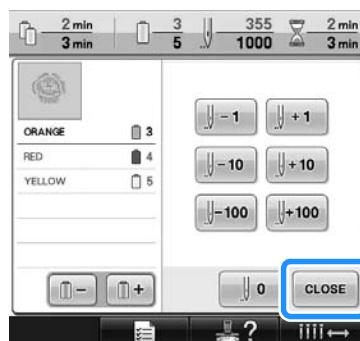 2 min 3 355 2 min
3 min 5 1000 3 min
ORANGE 3
RED 4
YELLOW 5
-1 +1
-10 +10
-100 +100
- + 0 CLOSE
?